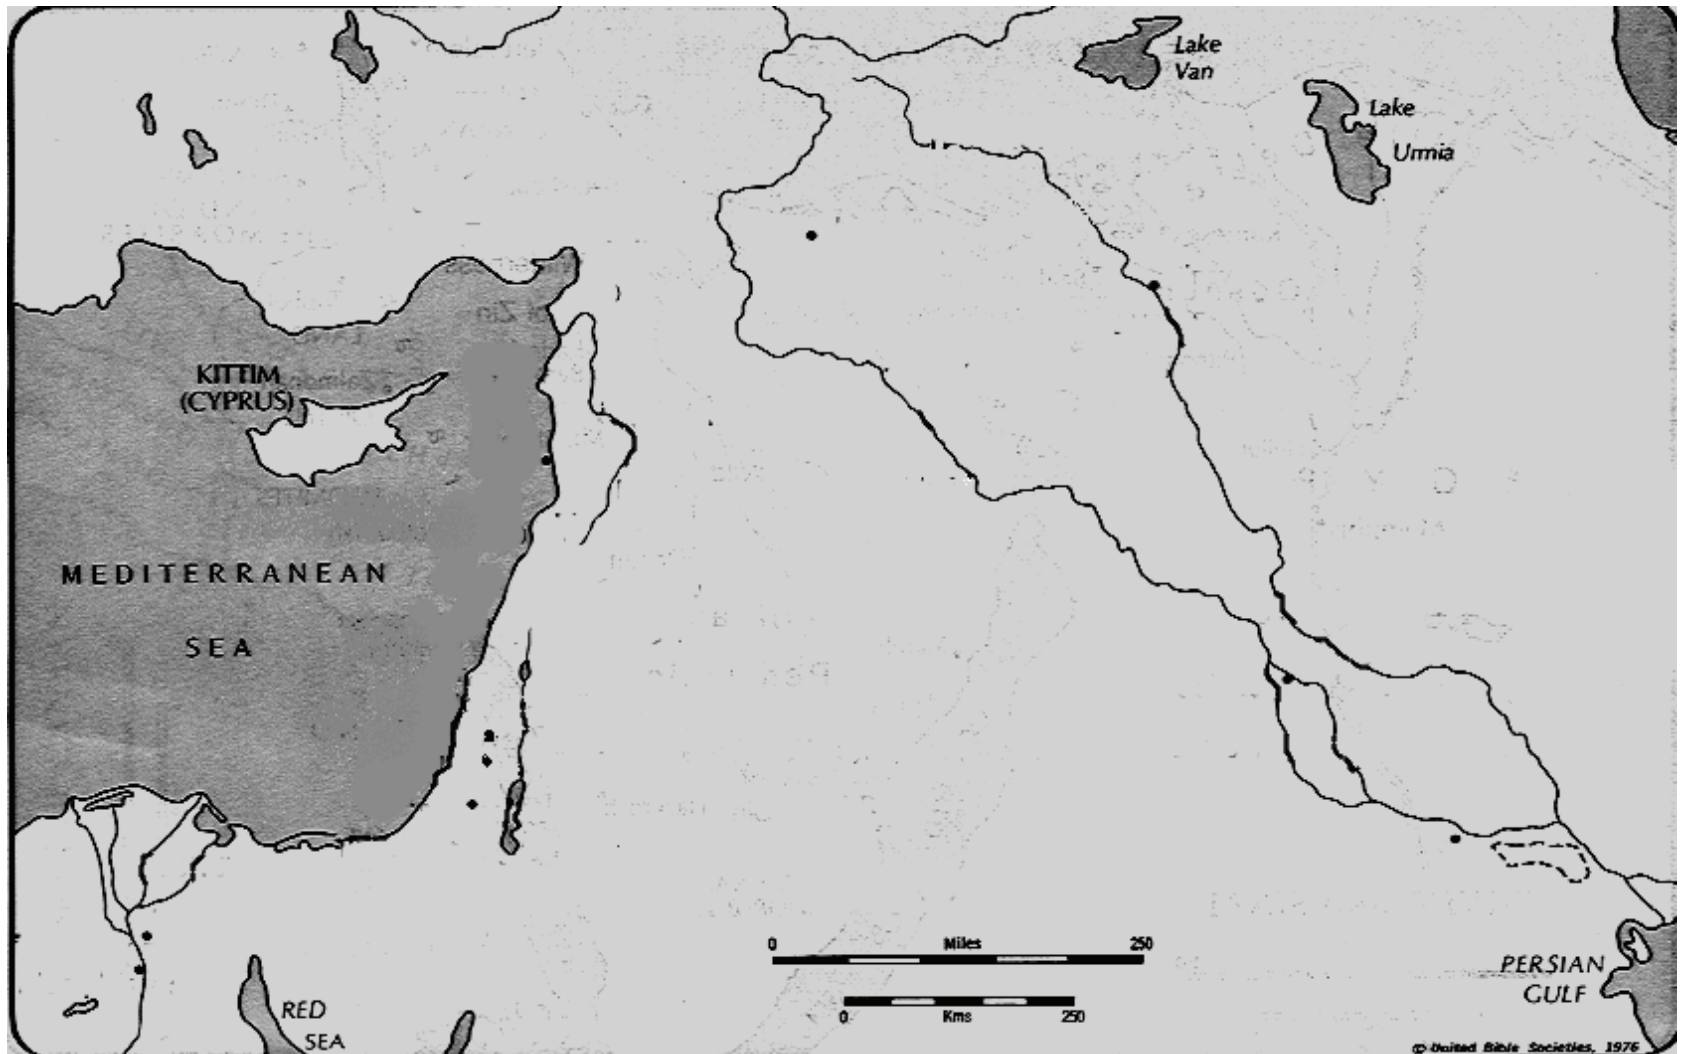 Lake
Van
Lake
Urmia
KITTIM
(CYPRUS)
MEDITERRANEAN
SEA
0 Miles 250
0 Kms 250
RED
SEA
PERSIAN
GULF
© United Bible Societies, 1976